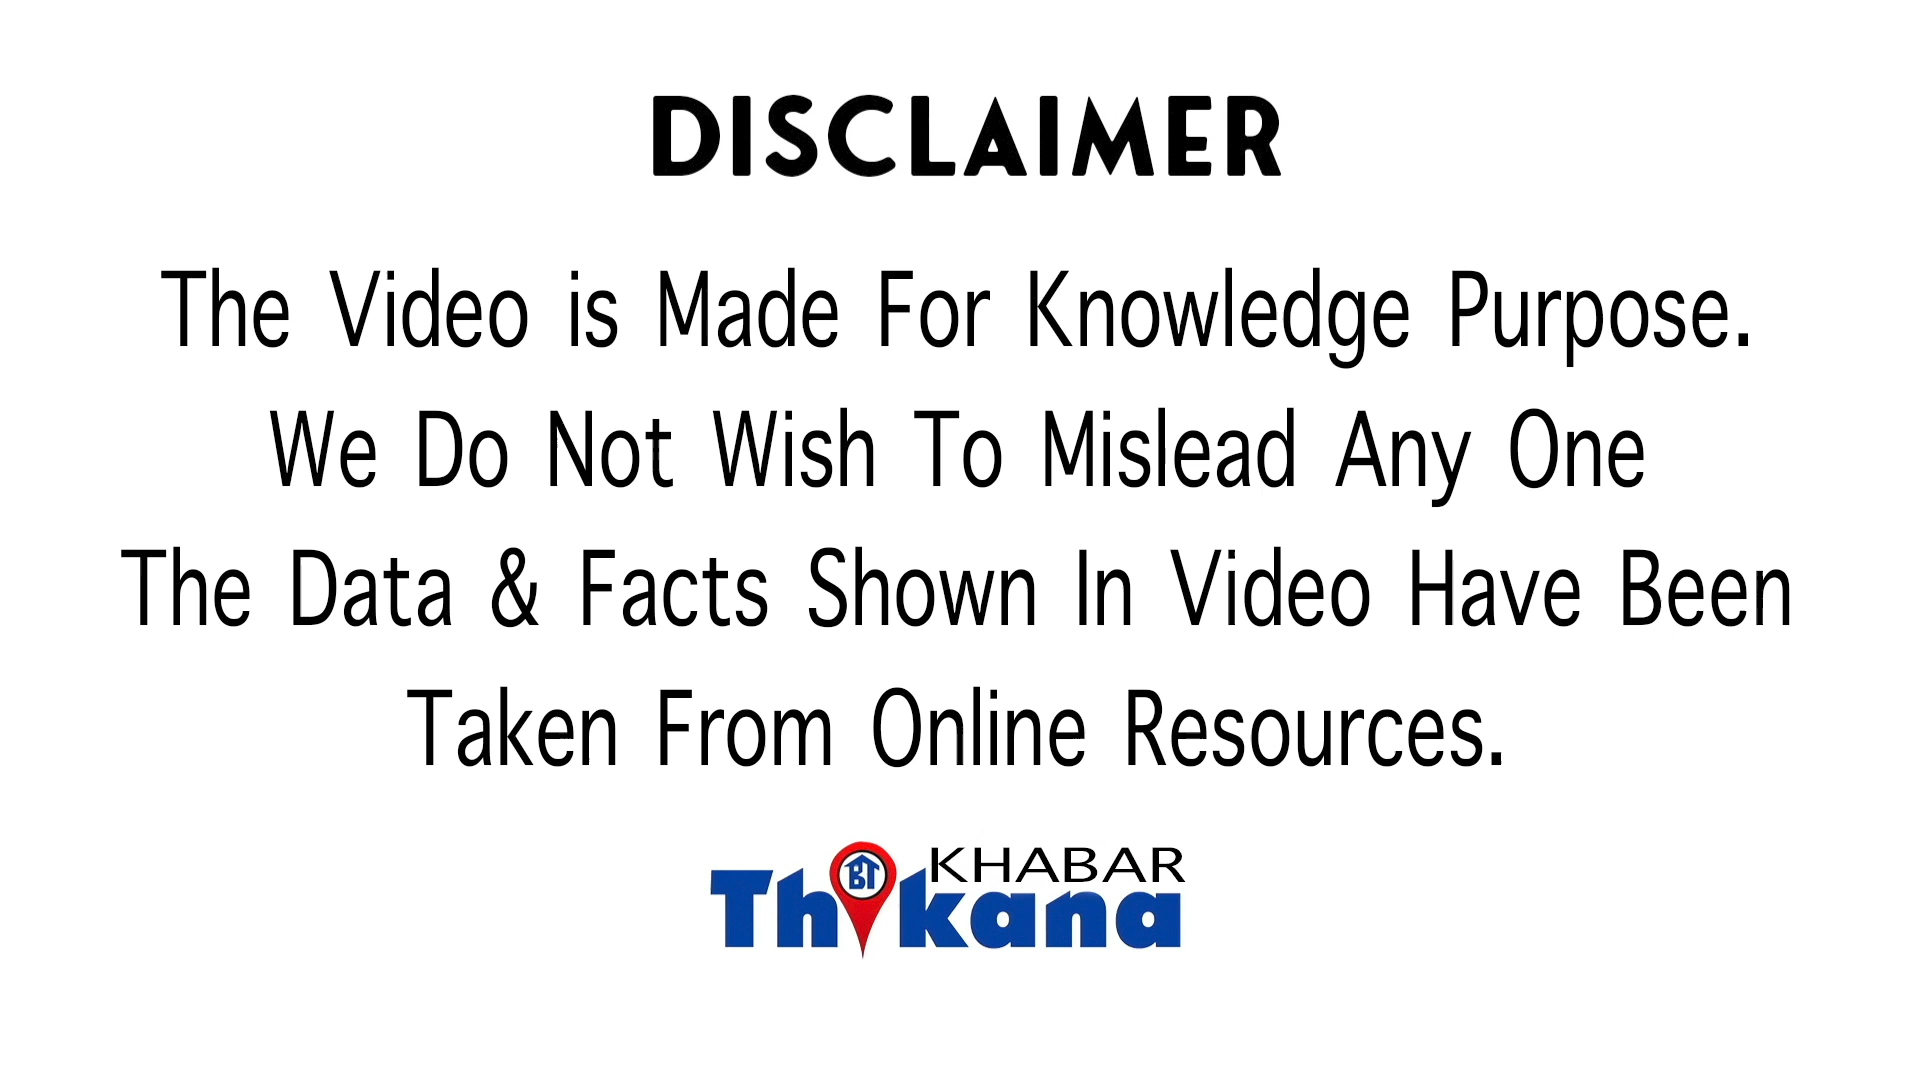 DISCLAIMER
The Video is Made For Knowledge Purpose.
We Do Not Wish To Mislead Any One
The Data & Facts Shown In Video Have Been
Taken From Online Resources.
KHABAR
BT
Thikana